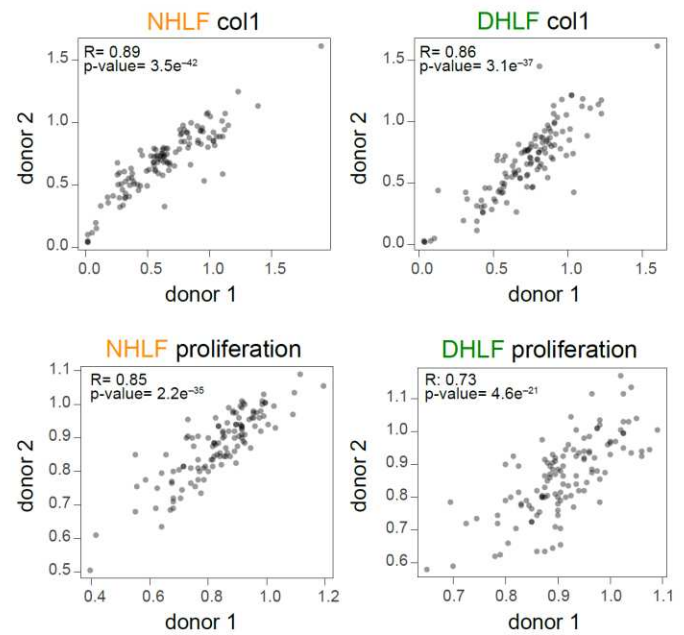 NHLF col1
R= 0.89
p-value= 3.5e⁻⁴²
1.5
1.0
0.5
0.0
donor 2
0.0 0.5 1.0 1.5
donor 1
DHLF col1
R= 0.86
p-value= 3.1e⁻³⁷
1.5
1.0
0.5
0.0
donor 2
0.0 0.5 1.0 1.5
donor 1
NHLF proliferation
R= 0.85
p-value= 2.2e⁻³⁵
1.1
1.0
0.9
0.8
0.7
0.6
0.5
donor 2
0.4 0.6 0.8 1.0 1.2
donor 1
DHLF proliferation
R: 0.73
p-value= 4.6e⁻²¹
1.1
1.0
0.9
0.8
0.7
0.6
donor 2
0.7 0.8 0.9 1.0 1.1
donor 1